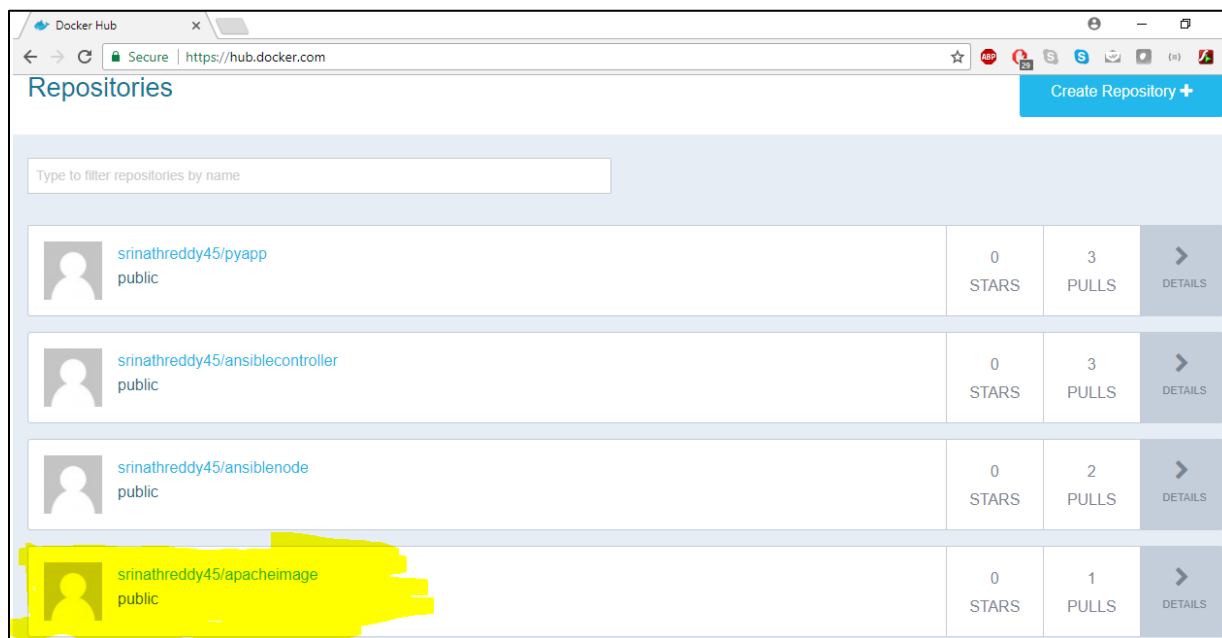 Docker Hub
Secure | https://hub.docker.com
ABP
29
Repositories
Create Repository +
Type to filter repositories by name
srinathreddy45/pyapp
public
0
STARS
3
PULLS
DETAILS
srinathreddy45/ansiblecontroller
public
0
STARS
3
PULLS
DETAILS
srinathreddy45/ansiblenode
public
0
STARS
2
PULLS
DETAILS
srinathreddy45/apacheimage
public
0
STARS
1
PULLS
DETAILS